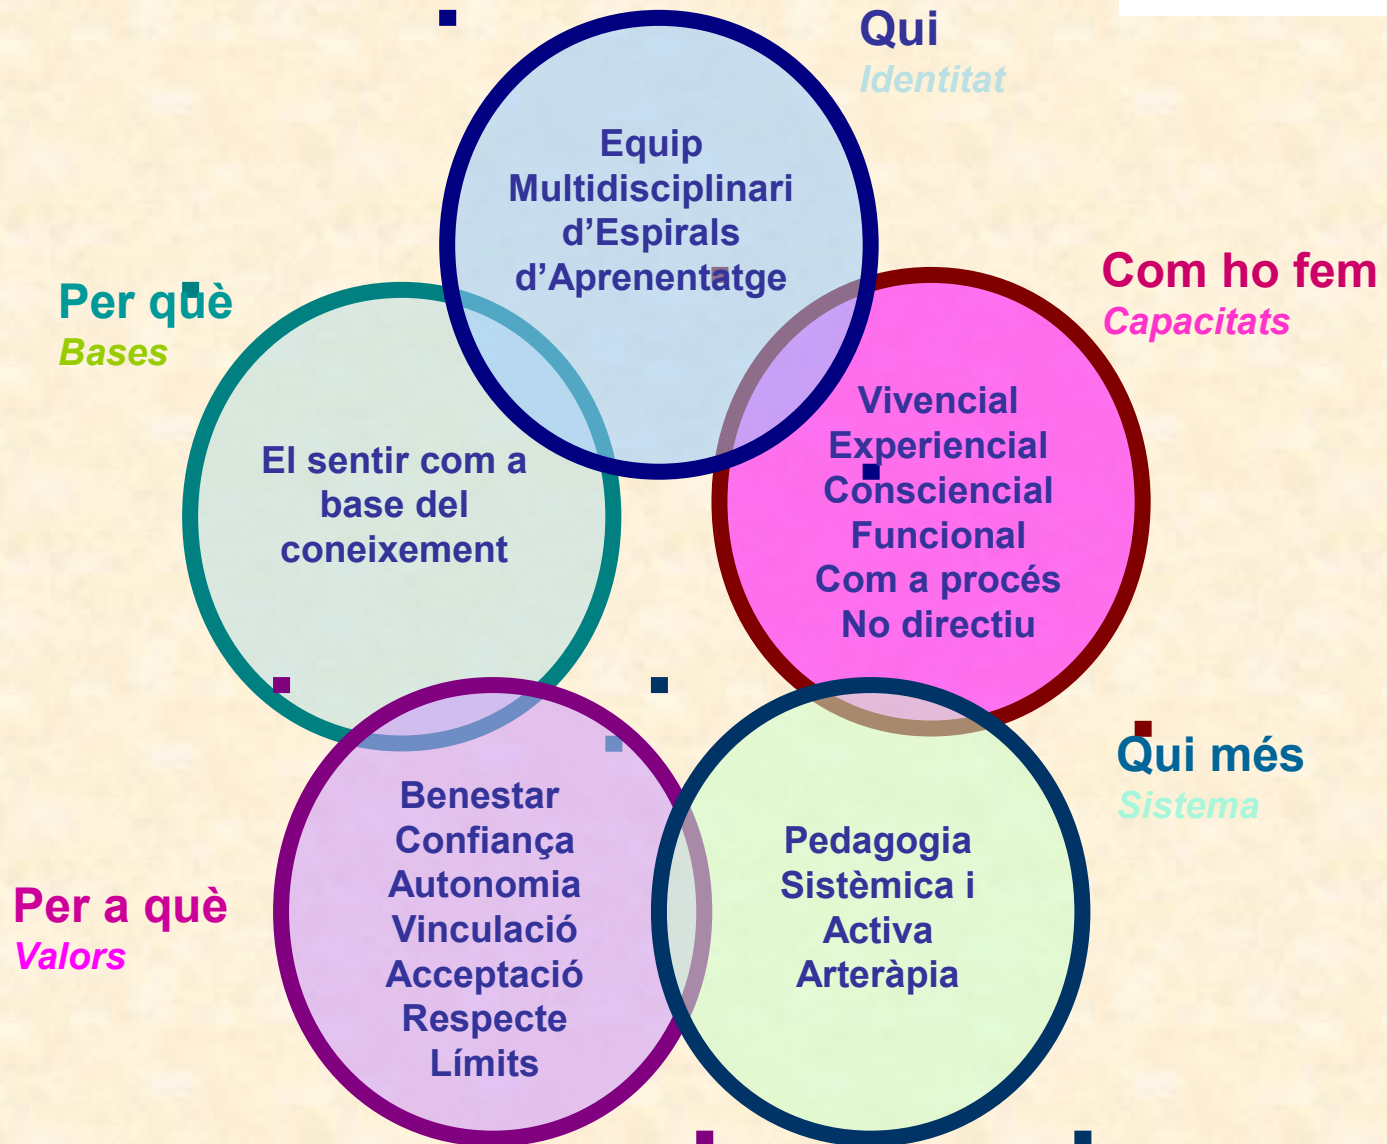 Qui
Identitat
Equip
Multidisciplinari
d’Espirals
d’Aprenentatge
Per què
Bases
El sentir com a
base del
coneixement
Com ho fem
Capacitats
Vivencial
Experiencial
Consciencial
Funcional
Com a procés
No directiu
Per a què
Valors
Benestar
Confiança
Autonomia
Vinculació
Acceptació
Respecte
Límits
Qui més
Sistema
Pedagogia
Sistèmica i
Activa
Arteràpia